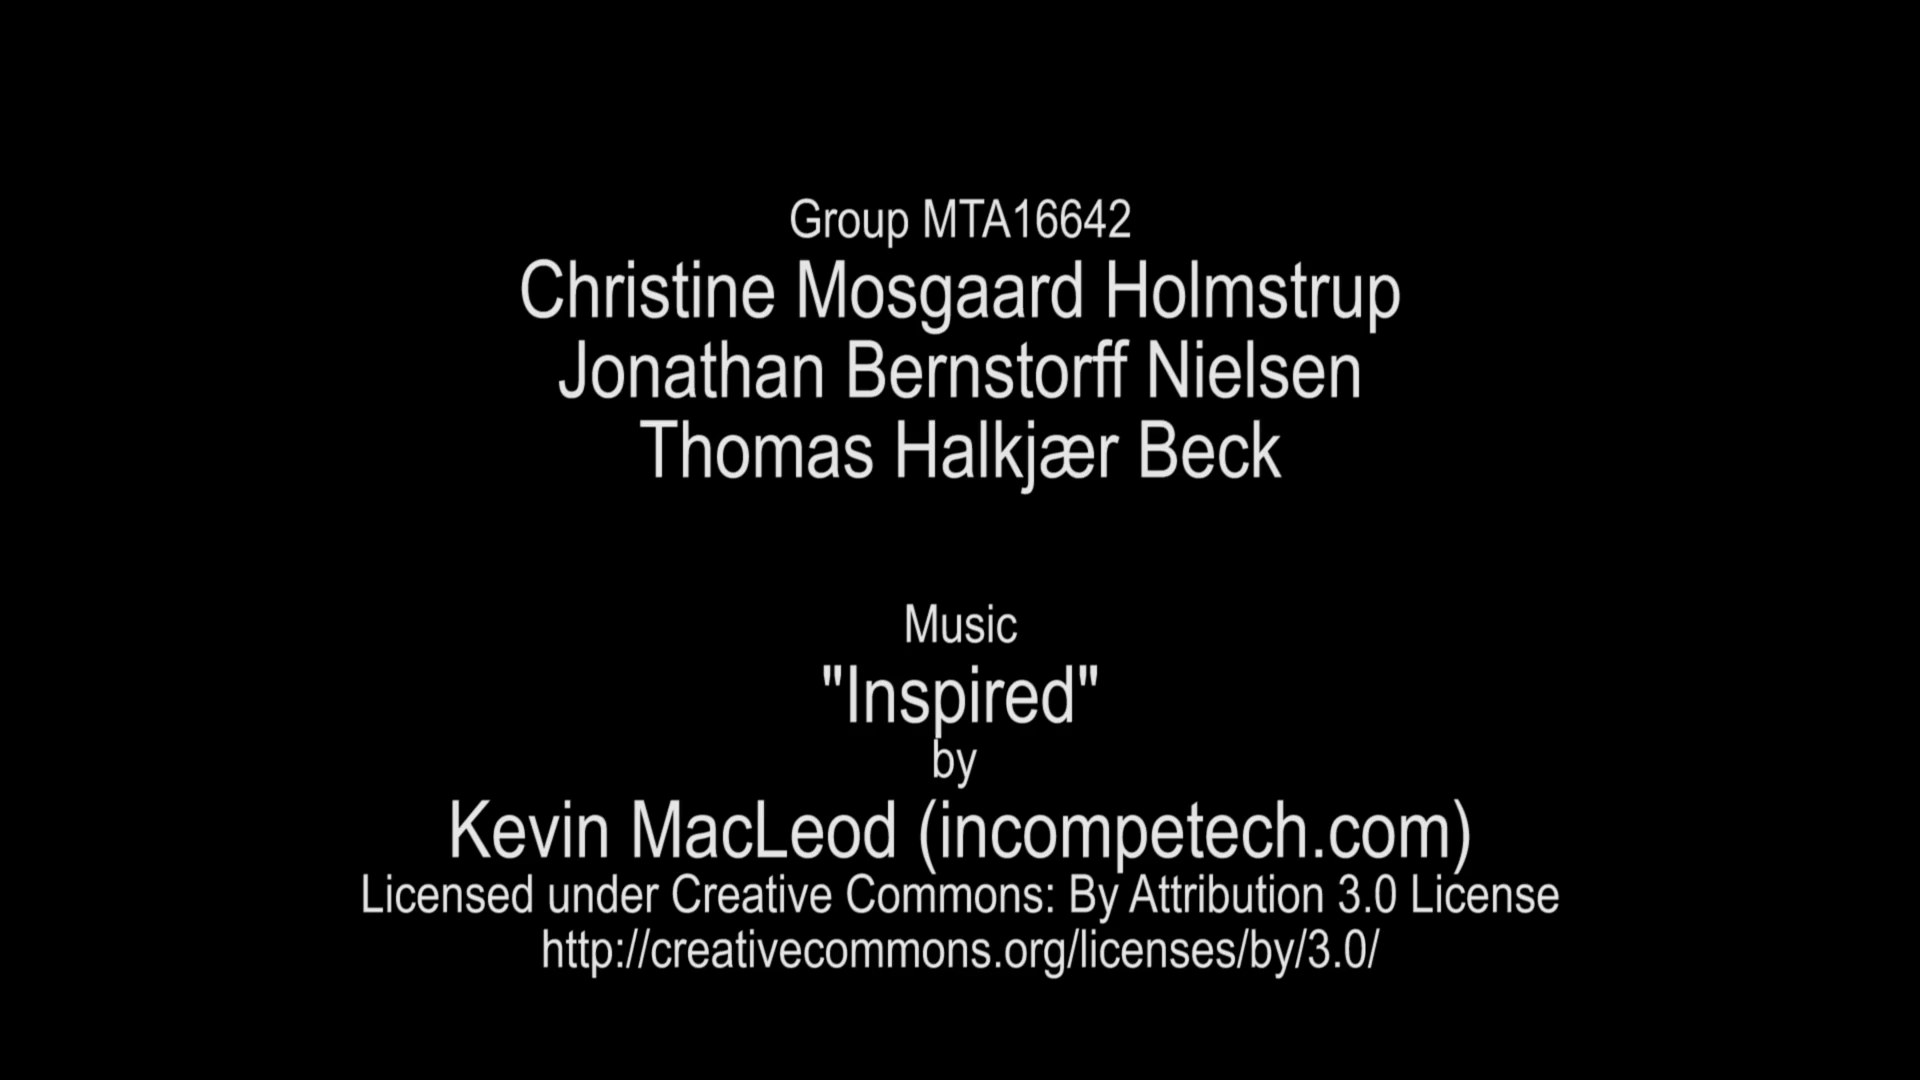 Group MTA16642
Christine Mosgaard Holmstrup
Jonathan Bernstorff Nielsen
Thomas Halkjær Beck
Music
"Inspired"
by
Kevin MacLeod (incompetech.com)
Licensed under Creative Commons: By Attribution 3.0 License
http://creativecommons.org/licenses/by/3.0/